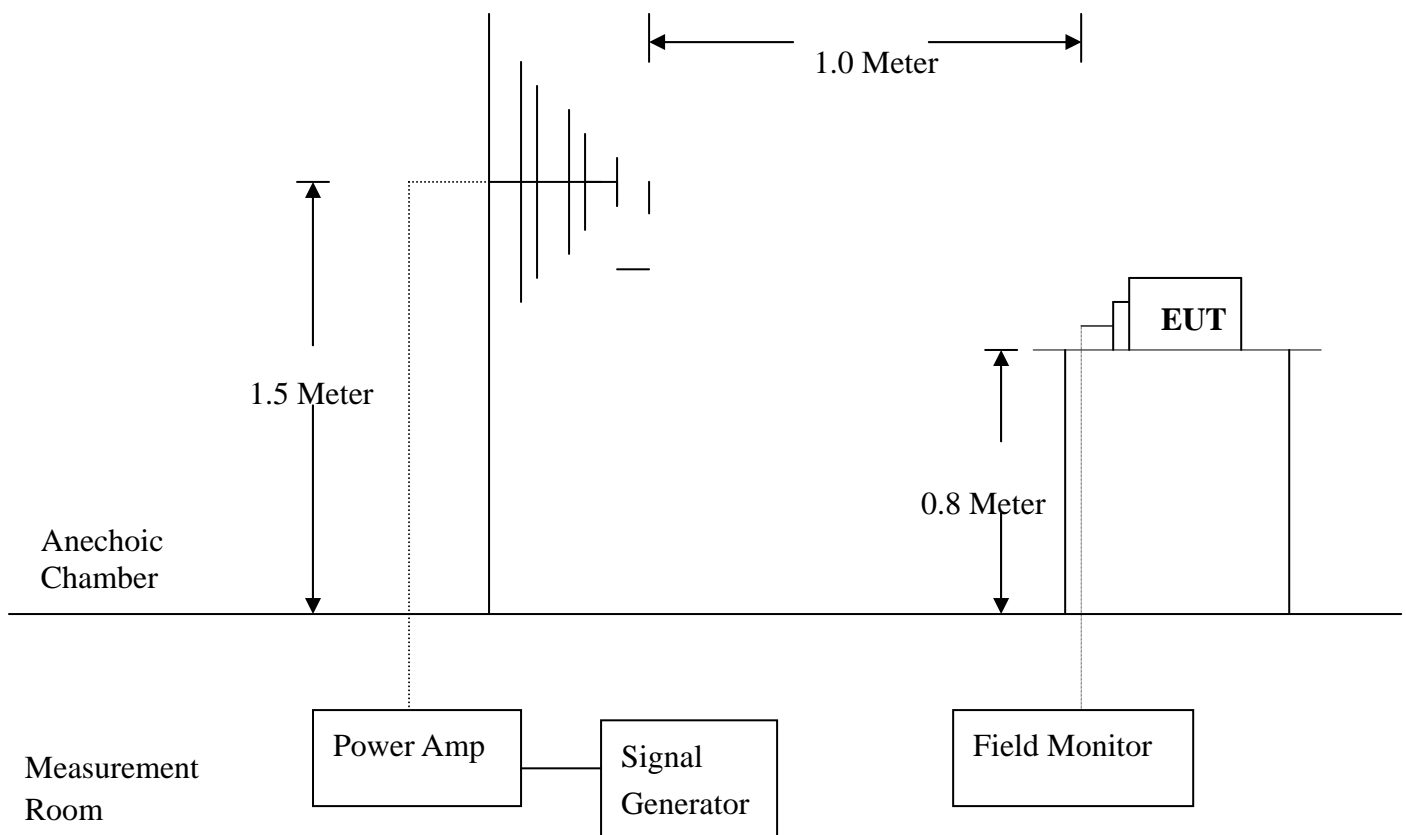 1.0 Meter
EUT
1.5 Meter
0.8 Meter
Anechoic
Chamber
Power Amp
Signal
Generator
Field Monitor
Measurement
Room